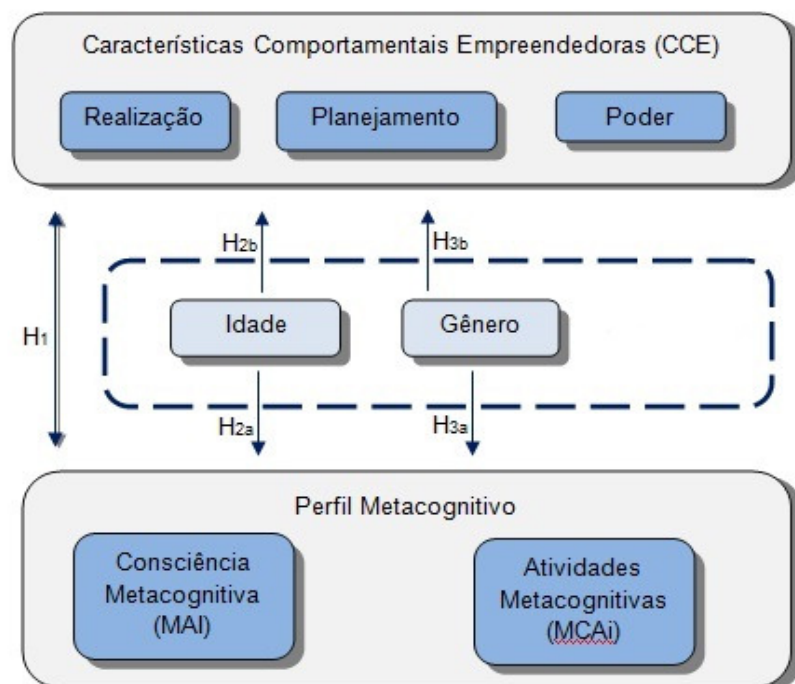 Características Comportamentais Empreendedoras (CCE)
Realização
Planejamento
Poder
H2b
H3b
Idade
Gênero
H1
H2a
H3a
Perfil Metacognitivo
Consciência
Metacognitiva
(MAI)
Atividades
Metacognitivas
(MCAi)